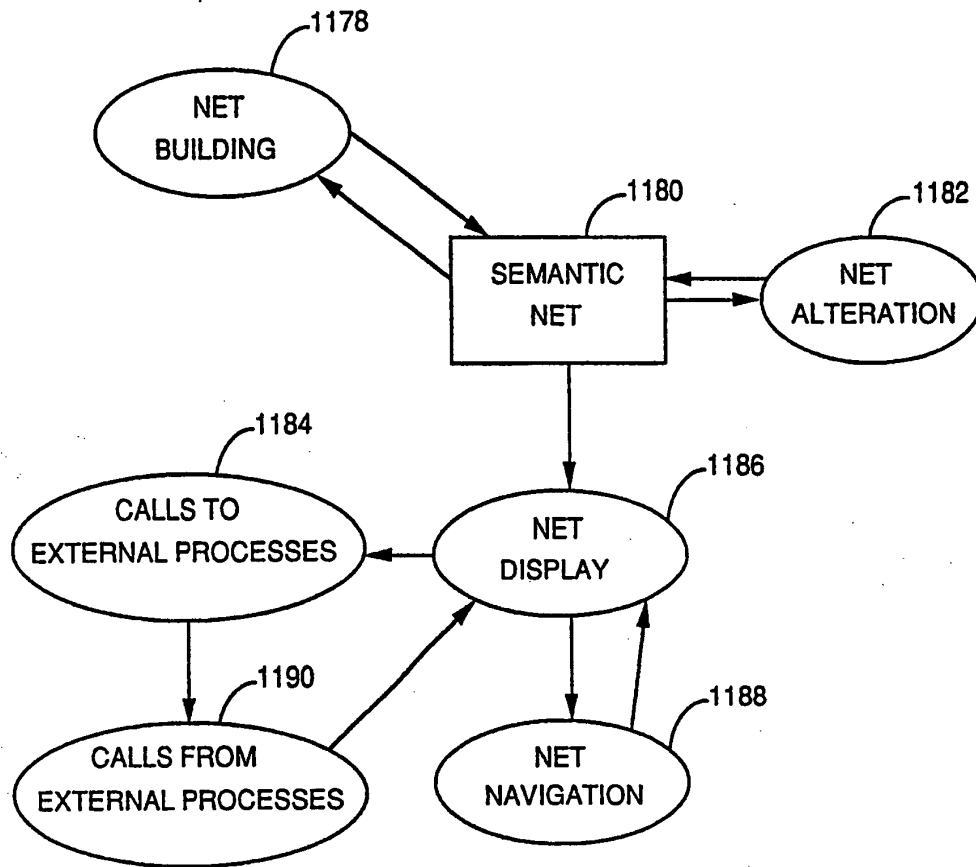 1178
NET
BUILDING
1180
SEMANTIC
NET
1182
NET
ALTERATION
1184
CALLS TO
EXTERNAL PROCESSES
1186
NET
DISPLAY
1190
CALLS FROM
EXTERNAL PROCESSES
1188
NET
NAVIGATION